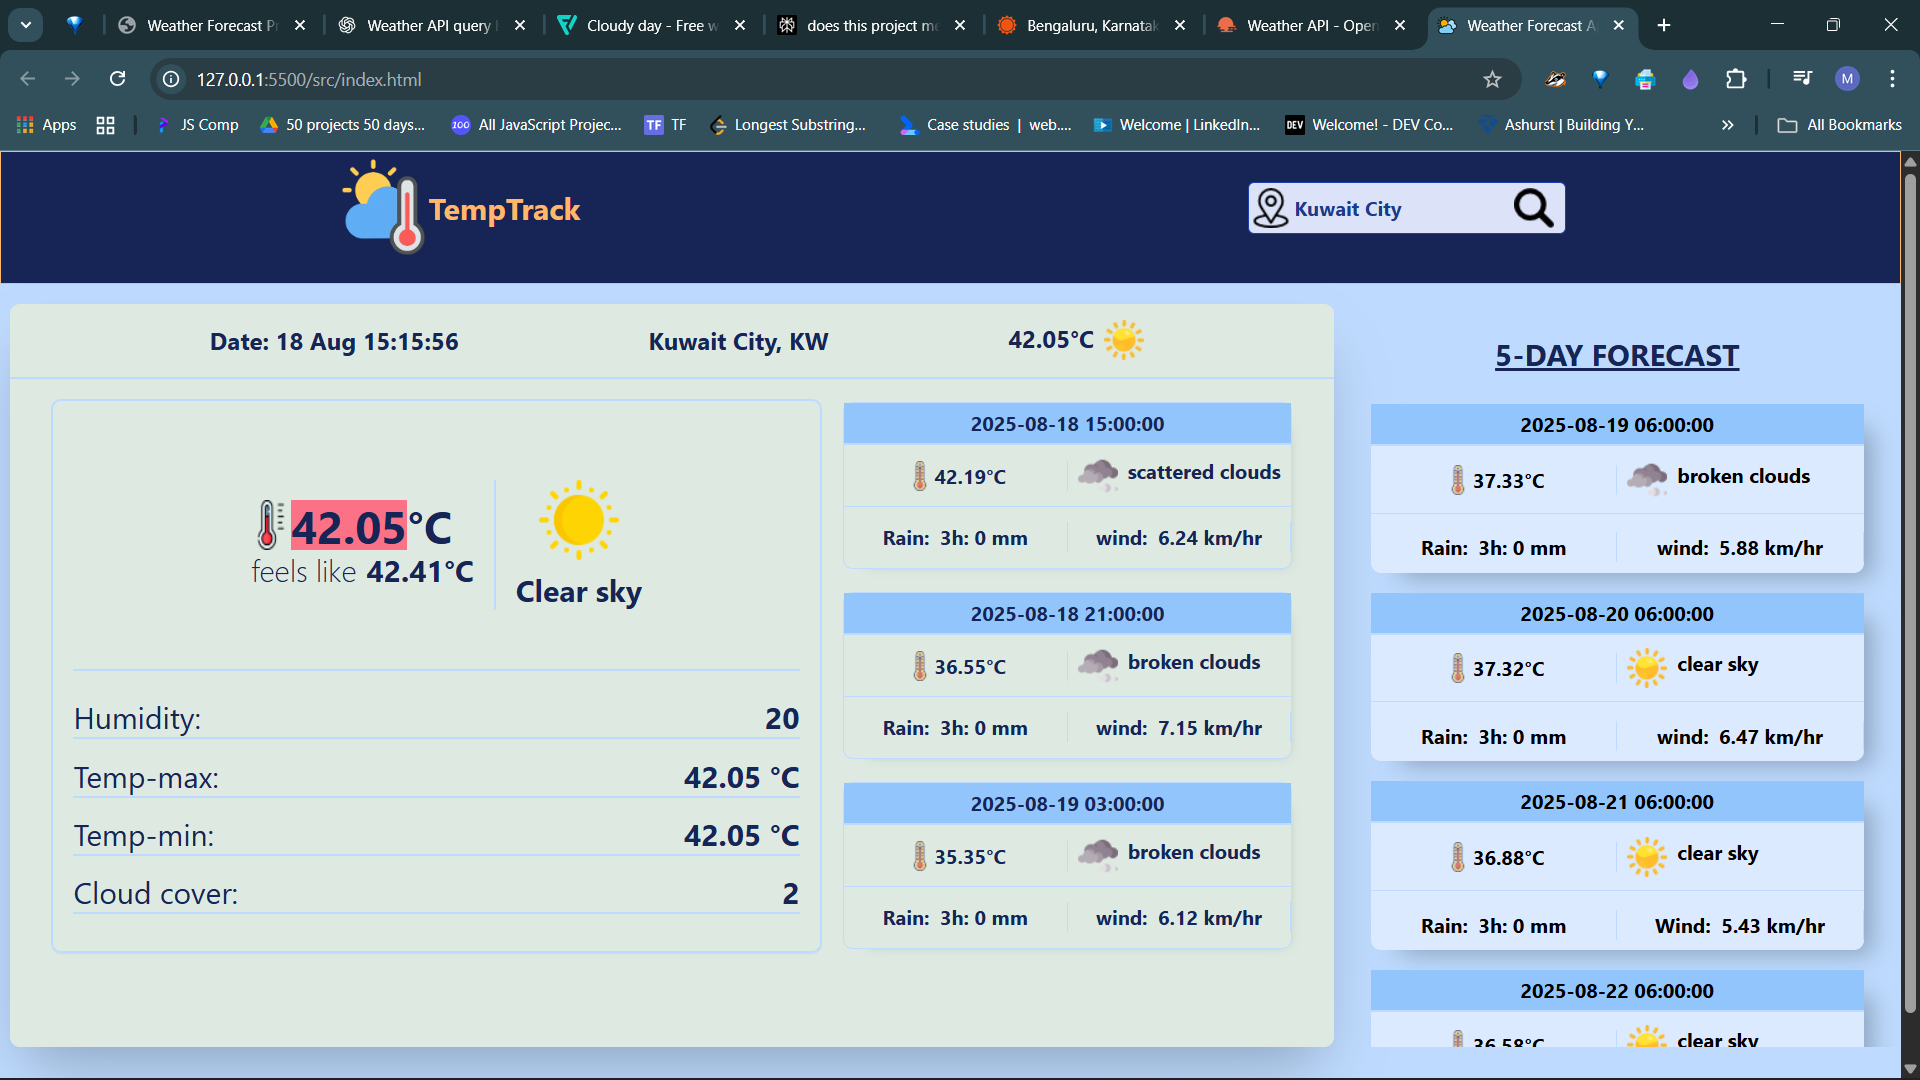 Weather Forecast Pr
Weather API query
Cloudy day - Free w
does this project me
Bengaluru, Karnatak
Weather API - Open
Weather Forecast A
127.0.0.1:5500/src/index.html
M
Apps
JS Comp
50 projects 50 days...
100
All JavaScript Projec...
TF
TF
Longest Substring...
Case studies | web....
Welcome | LinkedIn...
DEV
Welcome! - DEV Co...
Ashurst | Building Y...
All Bookmarks
TempTrack
Kuwait City
Date: 18 Aug 15:15:56
Kuwait City, KW
42.05°C
42.05°C
feels like 42.41°C
Clear sky
Humidity: 20
Temp-max: 42.05 °C
Temp-min: 42.05 °C
Cloud cover: 2
2025-08-18 15:00:00
42.19°C
scattered clouds
Rain: 3h: 0 mm
wind: 6.24 km/hr
2025-08-18 21:00:00
36.55°C
broken clouds
Rain: 3h: 0 mm
wind: 7.15 km/hr
2025-08-19 03:00:00
35.35°C
broken clouds
Rain: 3h: 0 mm
wind: 6.12 km/hr
5-DAY FORECAST
2025-08-19 06:00:00
37.33°C
broken clouds
Rain: 3h: 0 mm
wind: 5.88 km/hr
2025-08-20 06:00:00
37.32°C
clear sky
Rain: 3h: 0 mm
wind: 6.47 km/hr
2025-08-21 06:00:00
36.88°C
clear sky
Rain: 3h: 0 mm
Wind: 5.43 km/hr
2025-08-22 06:00:00
36.58°C
clear sky